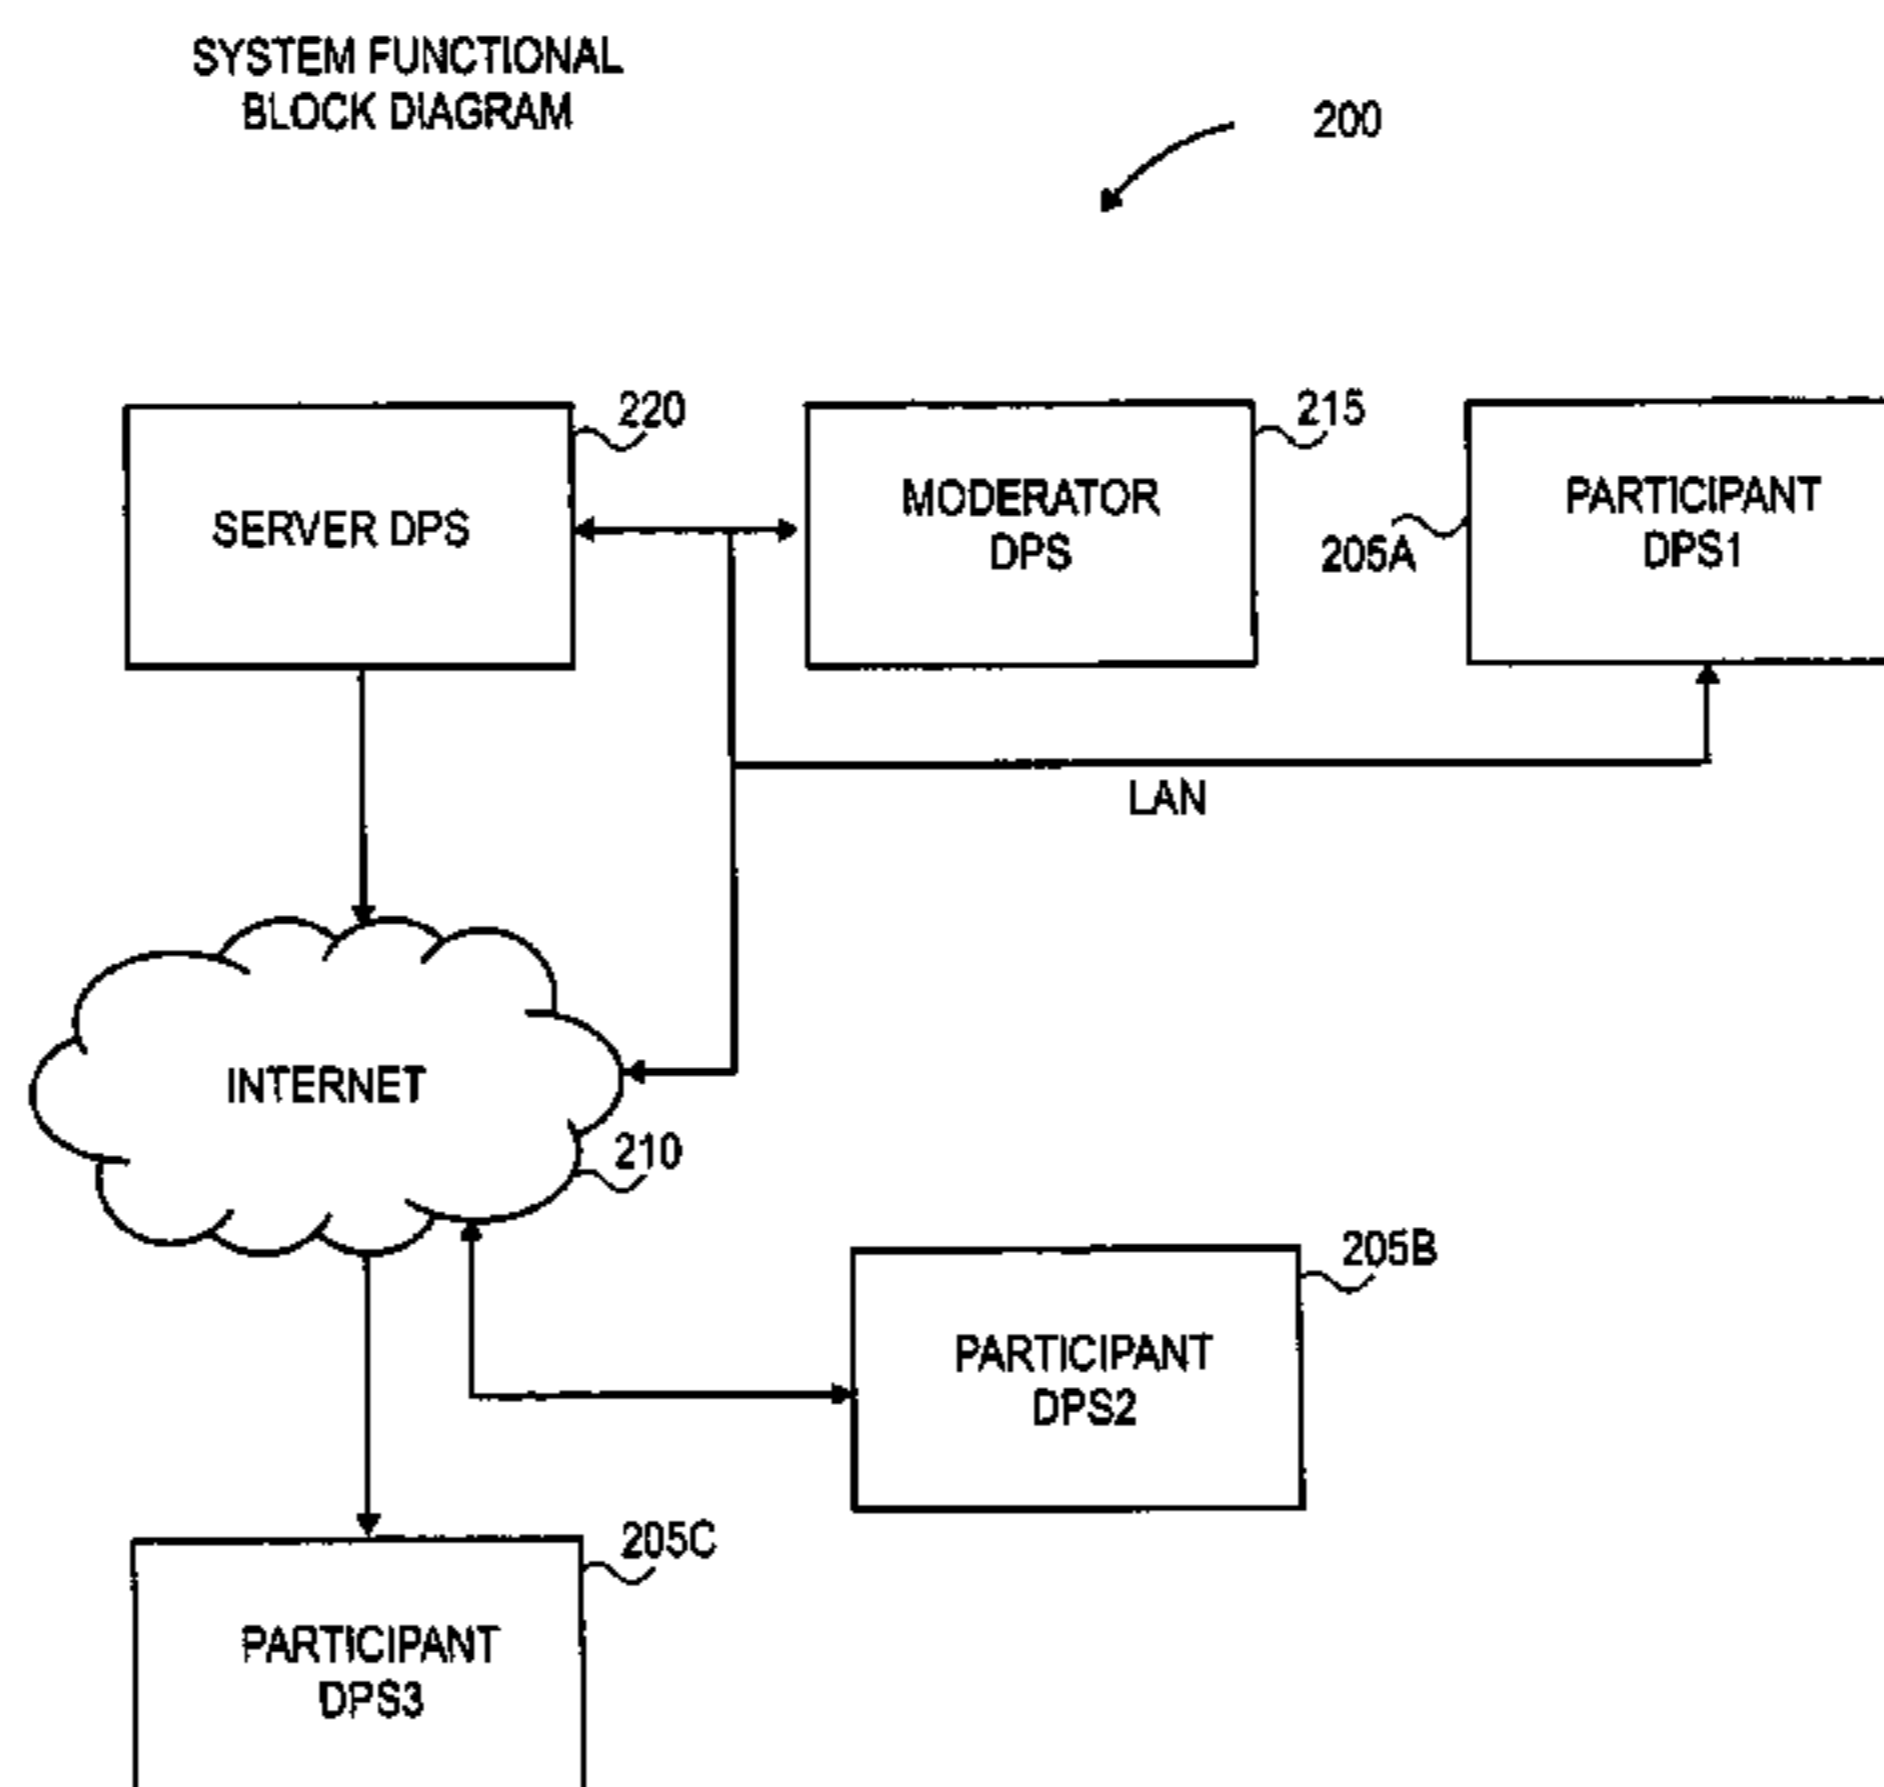 SYSTEM FUNCTIONAL
BLOCK DIAGRAM
200
220
SERVER DPS
215
MODERATOR
DPS
205A
PARTICIPANT
DPS1
LAN
INTERNET
210
205B
PARTICIPANT
DPS2
205C
PARTICIPANT
DPS3